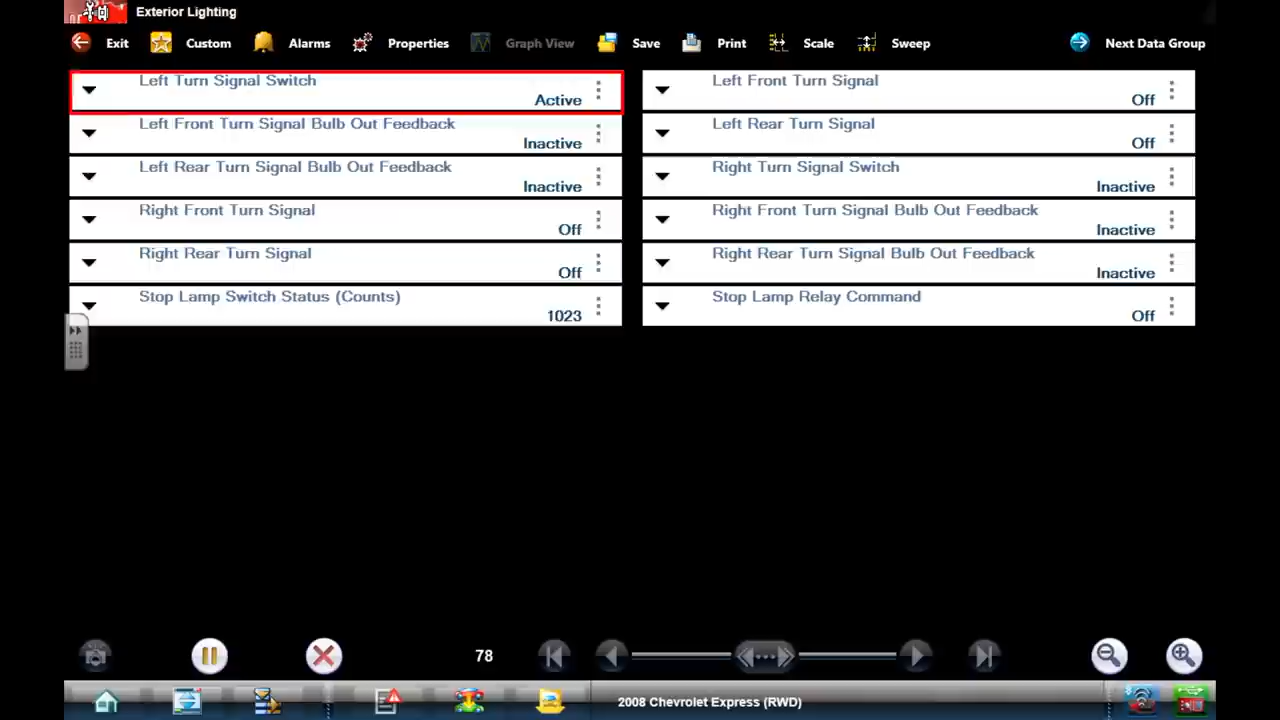 Exterior Lighting
Exit Custom Alarms Properties Graph View Save Print Scale Sweep Next Data Group
Left Turn Signal Switch
Active
Left Front Turn Signal
Off
Left Front Turn Signal Bulb Out Feedback
Inactive
Left Rear Turn Signal
Off
Left Rear Turn Signal Bulb Out Feedback
Inactive
Right Turn Signal Switch
Inactive
Right Front Turn Signal
Off
Right Front Turn Signal Bulb Out Feedback
Inactive
Right Rear Turn Signal
Off
Right Rear Turn Signal Bulb Out Feedback
Inactive
Stop Lamp Switch Status (Counts)
1023
Stop Lamp Relay Command
Off
78
2008 Chevrolet Express (RWD)